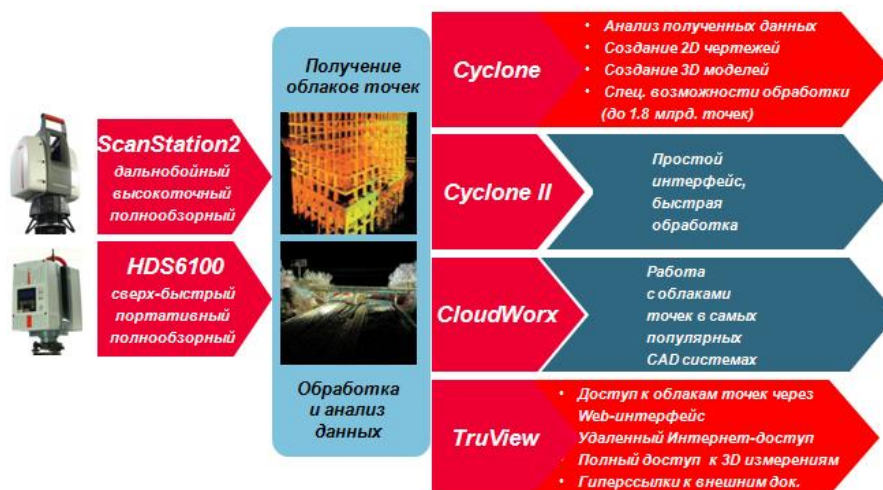 ScanStation2
дальнобойный
высокоточный
полнообзорный
HDS6100
сверх-быстрый
портативный
полнообзорный
Получение
облаков точек
Обработка
и анализ
данных
Cyclone
• Анализ полученных данных
• Создание 2D чертежей
• Создание 3D моделей
• Спец. возможности обработки
(до 1.8 млрд. точек)
Cyclone II
Простой
интерфейс,
быстрая
обработка
CloudWorx
Работа
с облаками
точек в самых
популярных
CAD системах
TruView
• Доступ к облакам точек через
Web-интерфейс
Удаленный Интернет-доступ
Полный доступ к 3D измерениям
• Гиперссылки к внешним док.